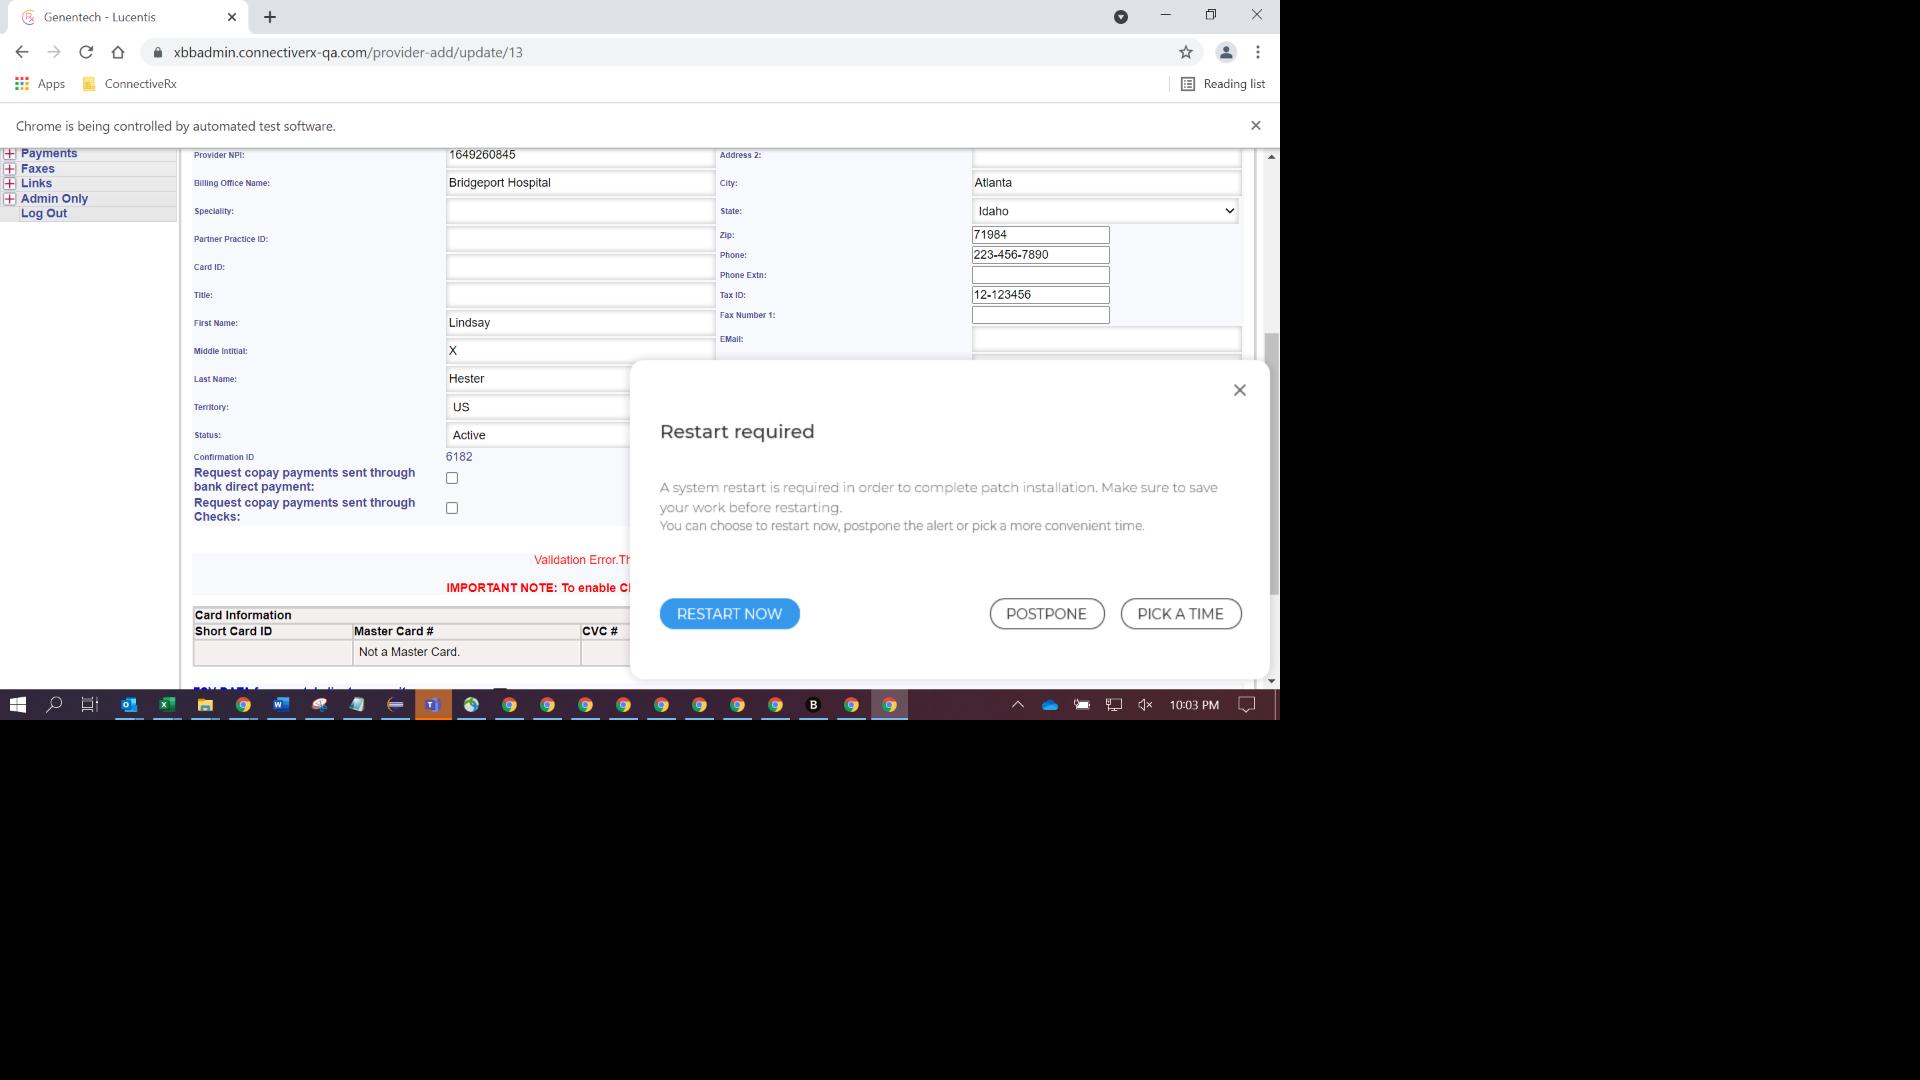 Genentech - Lucentis
xbbadmin.connectiverx-qa.com/provider-add/update/13
Apps
ConnectiveRx
Reading list
Chrome is being controlled by automated test software.
Payments
Faxes
Links
Admin Only
Log Out
Provider NPI: 1649260845 Address 2:
Billing Office Name: Bridgeport Hospital City: Atlanta
Speciality: State: Idaho
Partner Practice ID: Zip: 71984
Phone: 223-456-7890
Card ID: Phone Extn:
Title: Tax ID: 12-123456
First Name: Lindsay Fax Number 1:
Middle Intitial: X EMail:
Last Name: Hester
Territory: US
Status: Active
Confirmation ID 6182
Request copay payments sent through
bank direct payment:
Request copay payments sent through
Checks:
Validation Error.
IMPORTANT NOTE: To enable
Card Information
Short Card ID Master Card # CVC #
Not a Master Card.
Restart required
A system restart is required in order to complete patch installation. Make sure to save
your work before restarting.
You can choose to restart now, postpone the alert or pick a more convenient time.
RESTART NOW POSTPONE PICK A TIME
10:03 PM